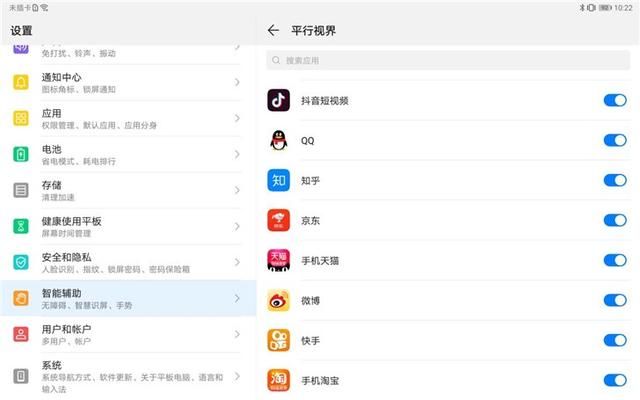 未插卡
10:22
设置
免打扰、铃声、振动
通知中心
图标角标、锁屏通知
应用
权限管理、默认应用、应用分身
电池
省电模式、耗电排行
存储
清理加速
健康使用平板
屏幕时间管理
安全和隐私
人脸识别、指纹、锁屏密码、密码保险箱
智能辅助
无障碍、智慧识屏、手势
用户和帐户
多用户、帐户
系统
系统导航方式、软件更新、关于平板电脑、语言和
输入法
平行视界
搜索应用
抖音短视频
QQ
知
知乎
京东
天猫
手机天猫
微博
快手
淘
手机淘宝